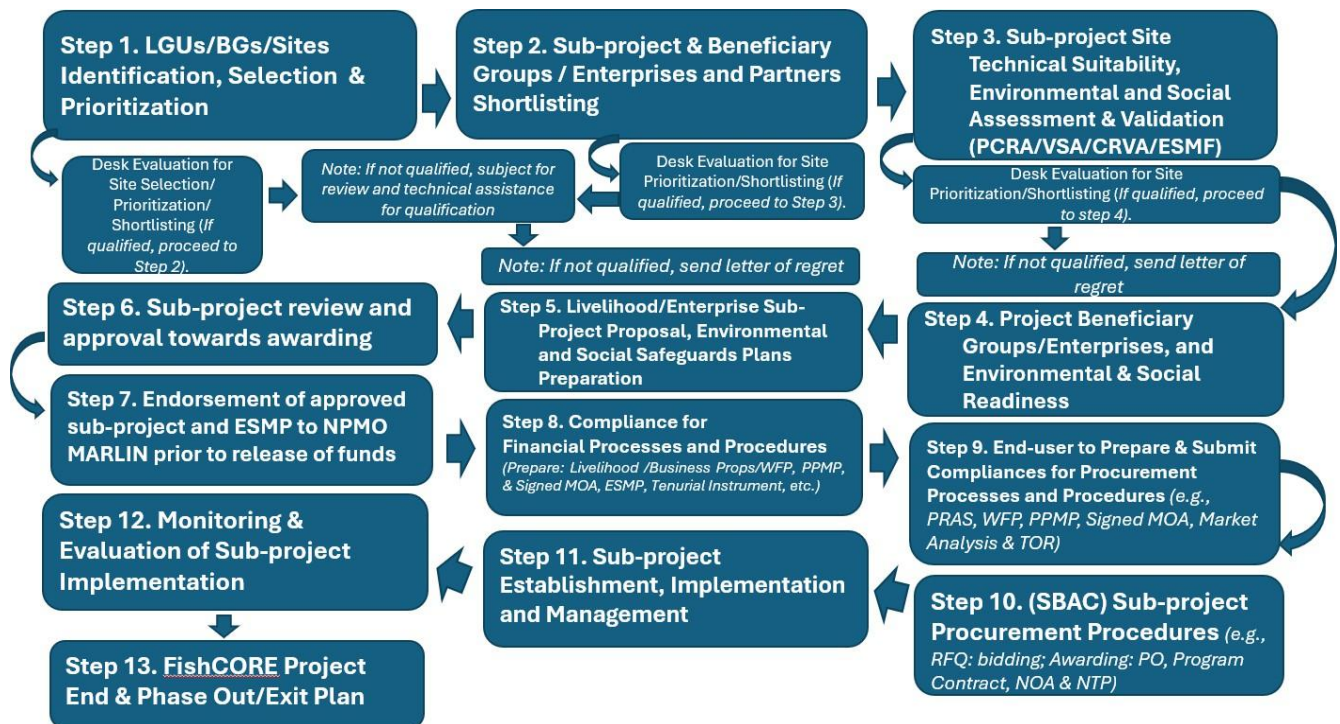 Step 1. LGUs/BGs/Sites
Identification, Selection &
Prioritization
Step 2. Sub-project & Beneficiary
Groups / Enterprises and Partners
Shortlisting
Step 3. Sub-project Site
Technical Suitability,
Environmental and Social
Assessment & Validation
(PCRA/VSA/CRVA/ESMF)
Desk Evaluation for
Site Selection/
Prioritization/
Shortlisting (If
qualified, proceed to
Step 2).
Note: If not qualified, subject for
review and technical assistance
for qualification
Desk Evaluation for Site
Prioritization/Shortlisting (If
qualified, proceed to Step 3).
Desk Evaluation for Site
Prioritization/Shortlisting (If qualified, proceed
to step 4).
Note: If not qualified, send letter of regret
Note: If not qualified, send letter of
regret
Step 4. Project Beneficiary
Groups/Enterprises, and
Environmental & Social
Readiness
Step 5. Livelihood/Enterprise Sub-
Project Proposal, Environmental
and Social Safeguards Plans
Preparation
Step 6. Sub-project review and
approval towards awarding
Step 7. Endorsement of approved
sub-project and ESMP to NPMO
MARLIN prior to release of funds
Step 8. Compliance for
Financial Processes and Procedures
(Prepare: Livelihood /Business Props/WFP, PPMP,
& Signed MOA, ESMP, Tenurial Instrument, etc.)
Step 9. End-user to Prepare & Submit
Compliances for Procurement
Processes and Procedures (e.g.,
PRAS, WFP, PPMP, Signed MOA, Market
Analysis & TOR)
Step 10. (SBAC) Sub-project
Procurement Procedures (e.g.,
RFQ: bidding; Awarding: PO, Program
Contract, NOA & NTP)
Step 11. Sub-project
Establishment, Implementation
and Management
Step 12. Monitoring &
Evaluation of Sub-project
Implementation
Step 13. FishCORE Project
End & Phase Out/Exit Plan